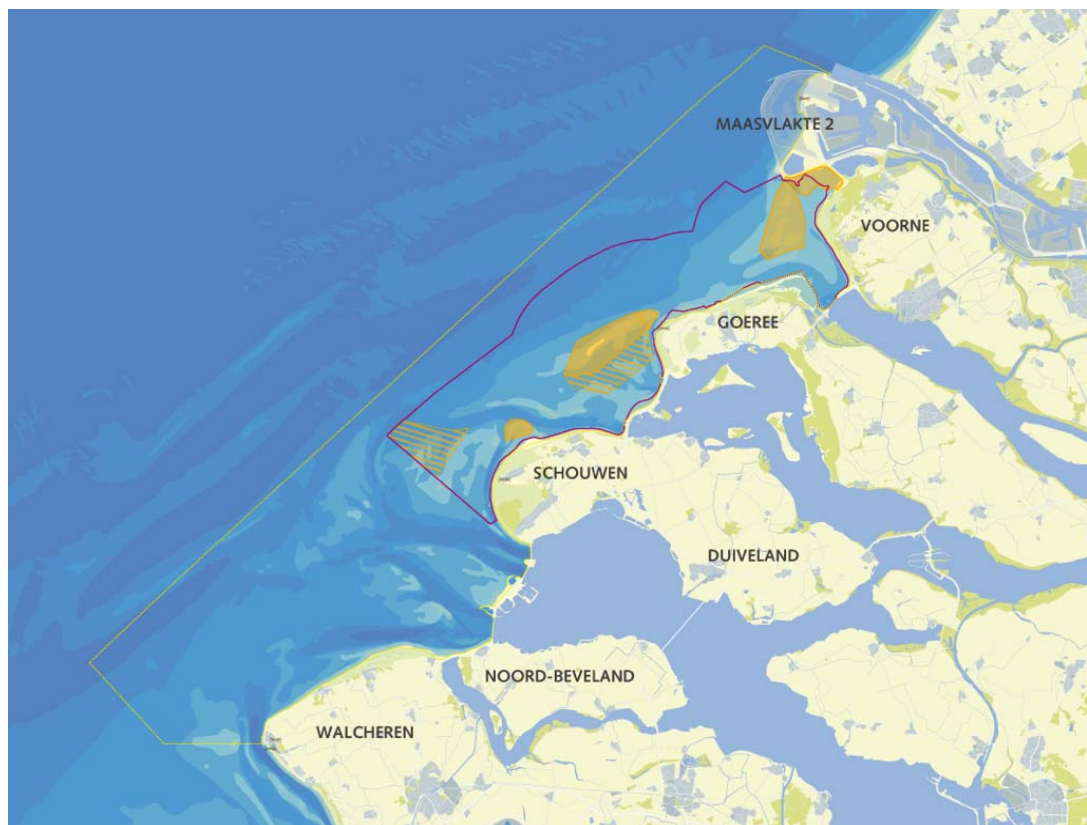 MAASVLAKTE 2
VOORNE
GOEREE
SCHOUWEN
DUIVELAND
NOORD-BEVELAND
WALCHEREN